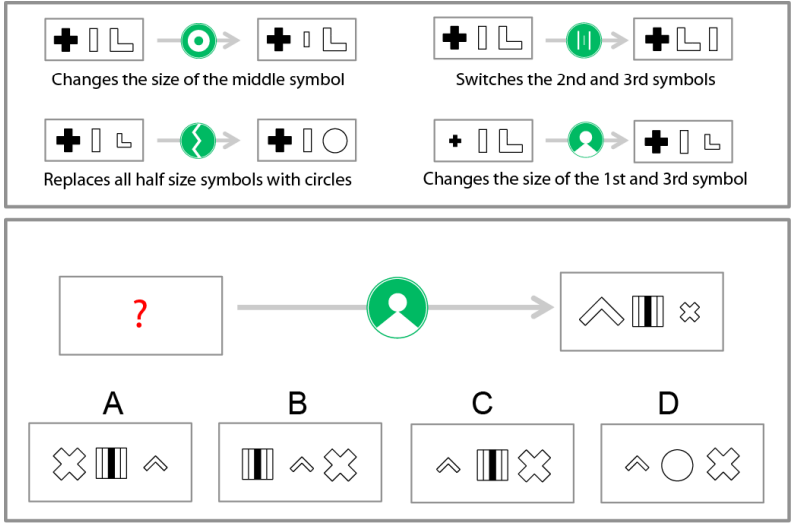 Changes the size of the middle symbol
Switches the 2nd and 3rd symbols
Replaces all half size symbols with circles
Changes the size of the 1st and 3rd symbol
?
A
B
C
D